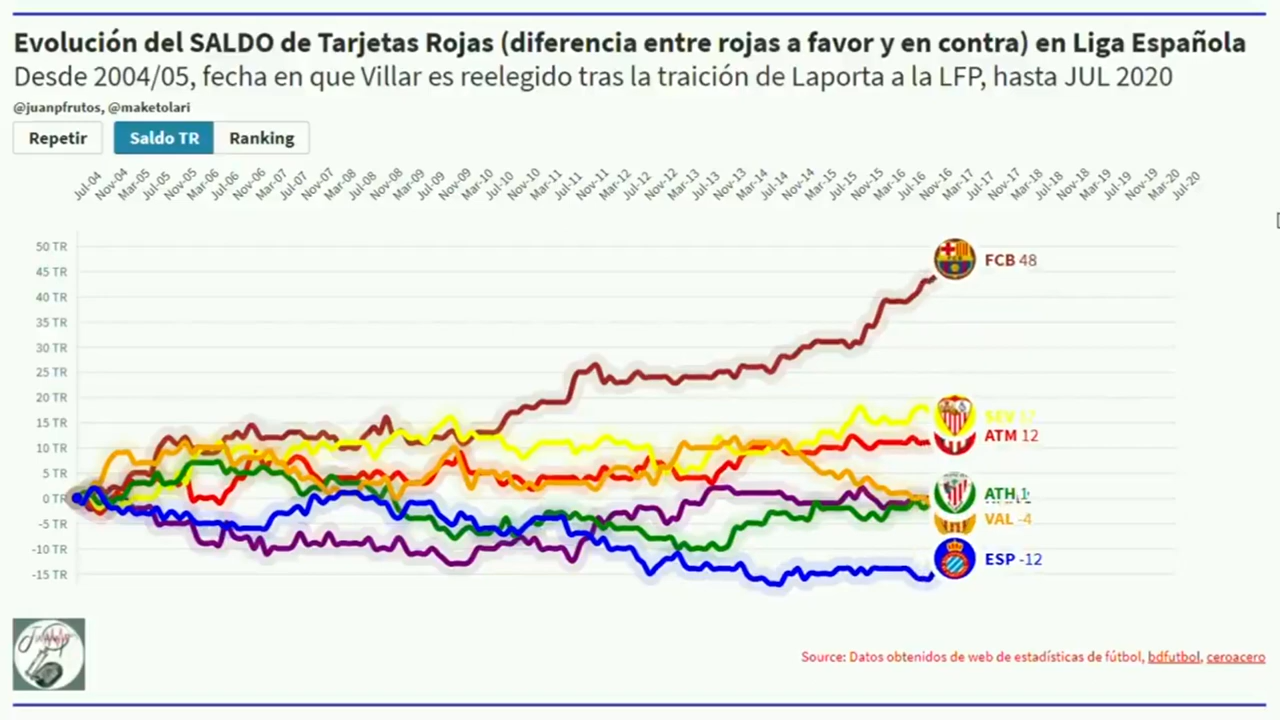 Evolución del SALDO de Tarjetas Rojas (diferencia entre rojas a favor y en contra) en Liga Española
Desde 2004/05, fecha en que Villar es reelegido tras la traición de Laporta a la LFP, hasta JUL 2020
@juanpfrutos, @maketolari
Repetir Saldo TR Ranking
Jul-04 Nov-04 Mar-05 Jul-05 Nov-05 Mar-06 Jul-06 Nov-06 Mar-07 Jul-07 Nov-07 Mar-08 Jul-08 Nov-08 Mar-09 Jul-09 Nov-09 Mar-10 Jul-10 Nov-10 Mar-11 Jul-11 Nov-11 Mar-12 Jul-12 Nov-12 Mar-13 Jul-13 Nov-13 Mar-14 Jul-14 Nov-14 Mar-15 Jul-15 Nov-15 Mar-16 Jul-16 Nov-16 Mar-17 Jul-17 Nov-17 Mar-18 Jul-18 Nov-18 Mar-19 Jul-19 Nov-19 Mar-20 Jul-20
50 TR
FCB 48
45 TR
40 TR
35 TR
30 TR
25 TR
20 TR
15 TR
SEV
ATM 12
10 TR
5 TR
0 TR
ATH 1
VAL -4
-5 TR
-10 TR
ESP -12
-15 TR
Source: Datos obtenidos de web de estadísticas de fútbol, bdfutbol, ceroacero